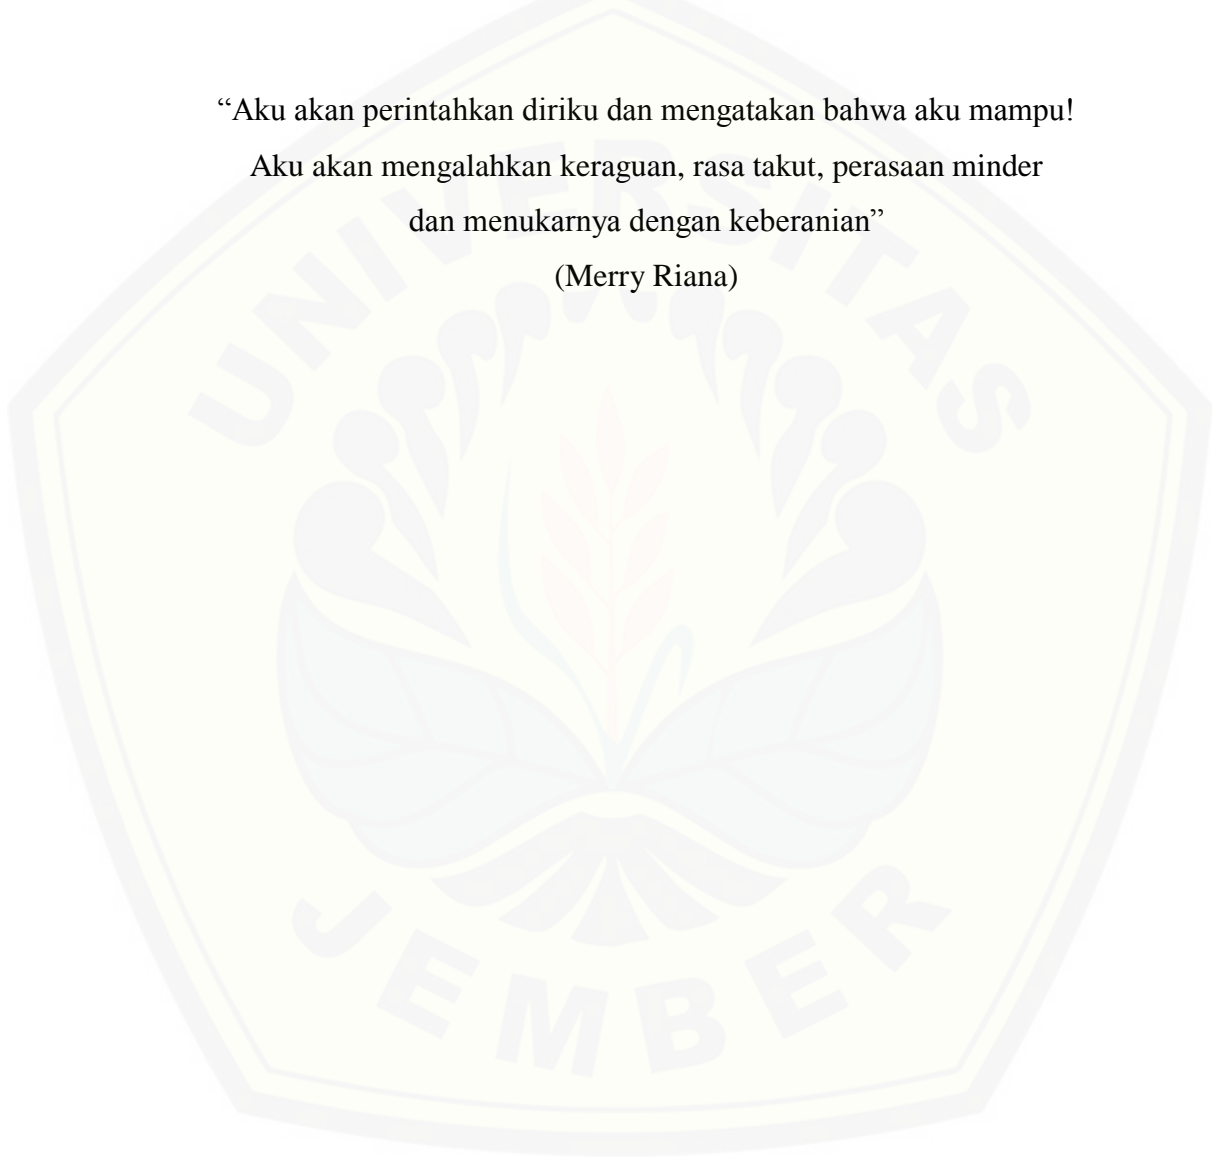 “Aku akan perintahkan diriku dan mengatakan bahwa aku mampu!
Aku akan mengalahkan keraguan, rasa takut, perasaan minder
dan menukarnya dengan keberanian”
(Merry Riana)
UNIVERSITAS
JEMBER